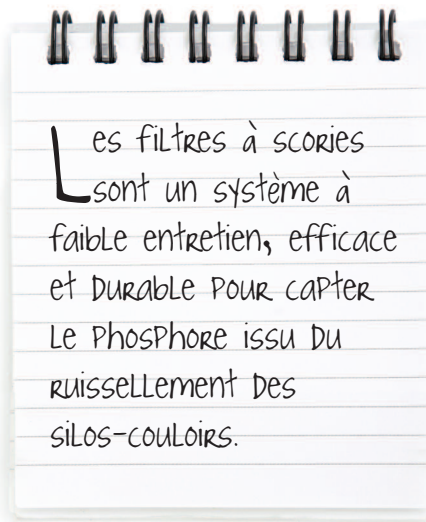 Les filtres à scories
sont un système à
faible entretien, efficace
et durable pour capter
le phosphore issu du
ruissellement des
silos-couloirs.